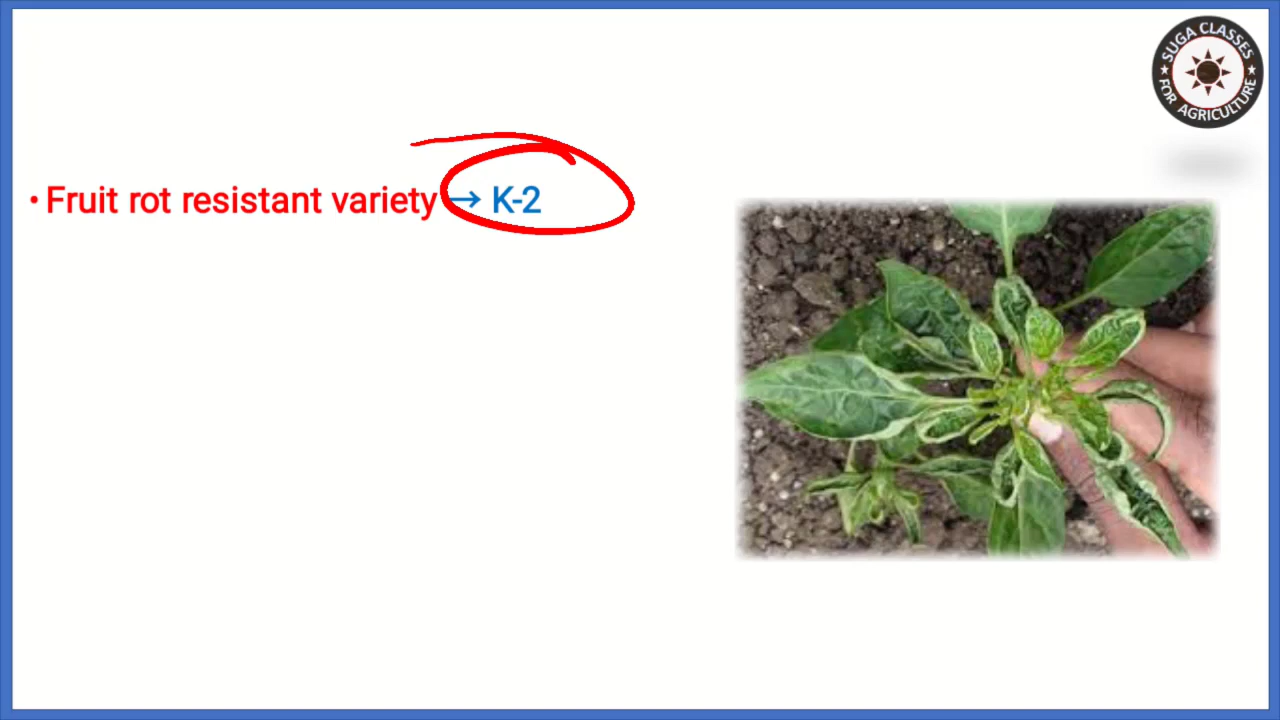 SUGA CLASSES
FOR AGRICULTURE
• Fruit rot resistant variety → K-2